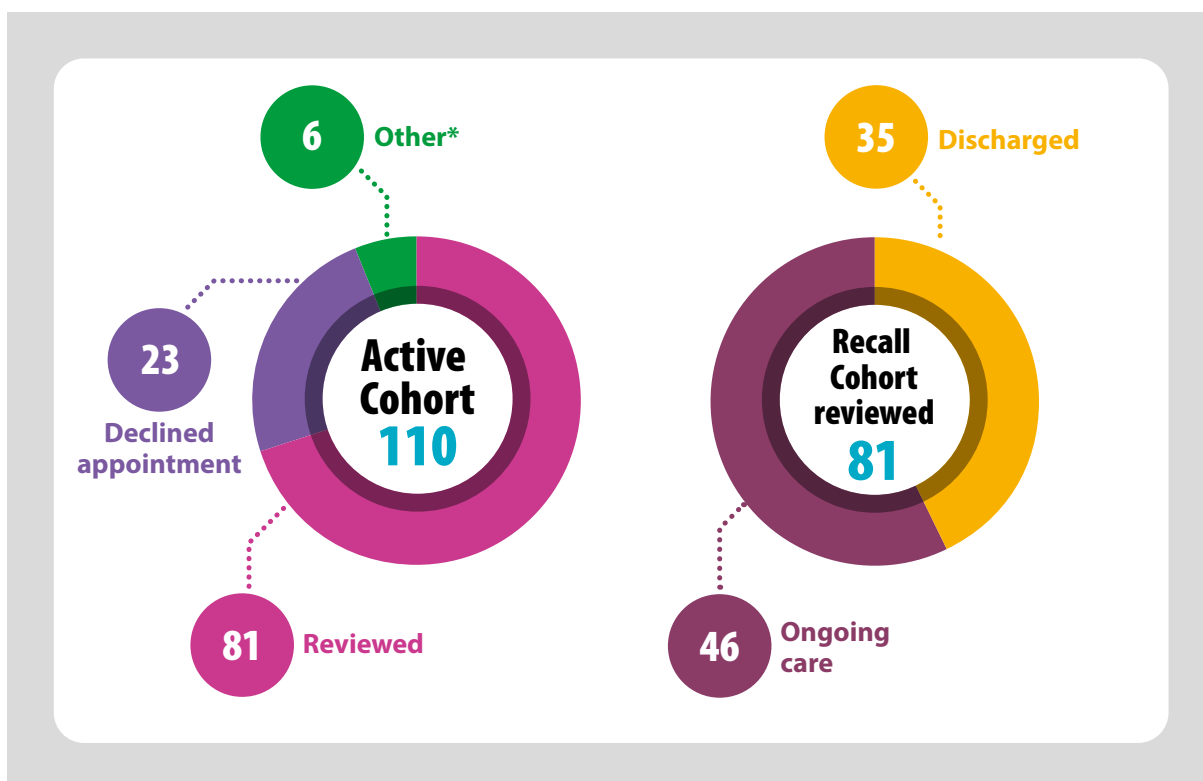 6
Other*
23
Declined
appointment
Active
Cohort
110
81
Reviewed
35
Discharged
Recall
Cohort
reviewed
81
46
Ongoing
care